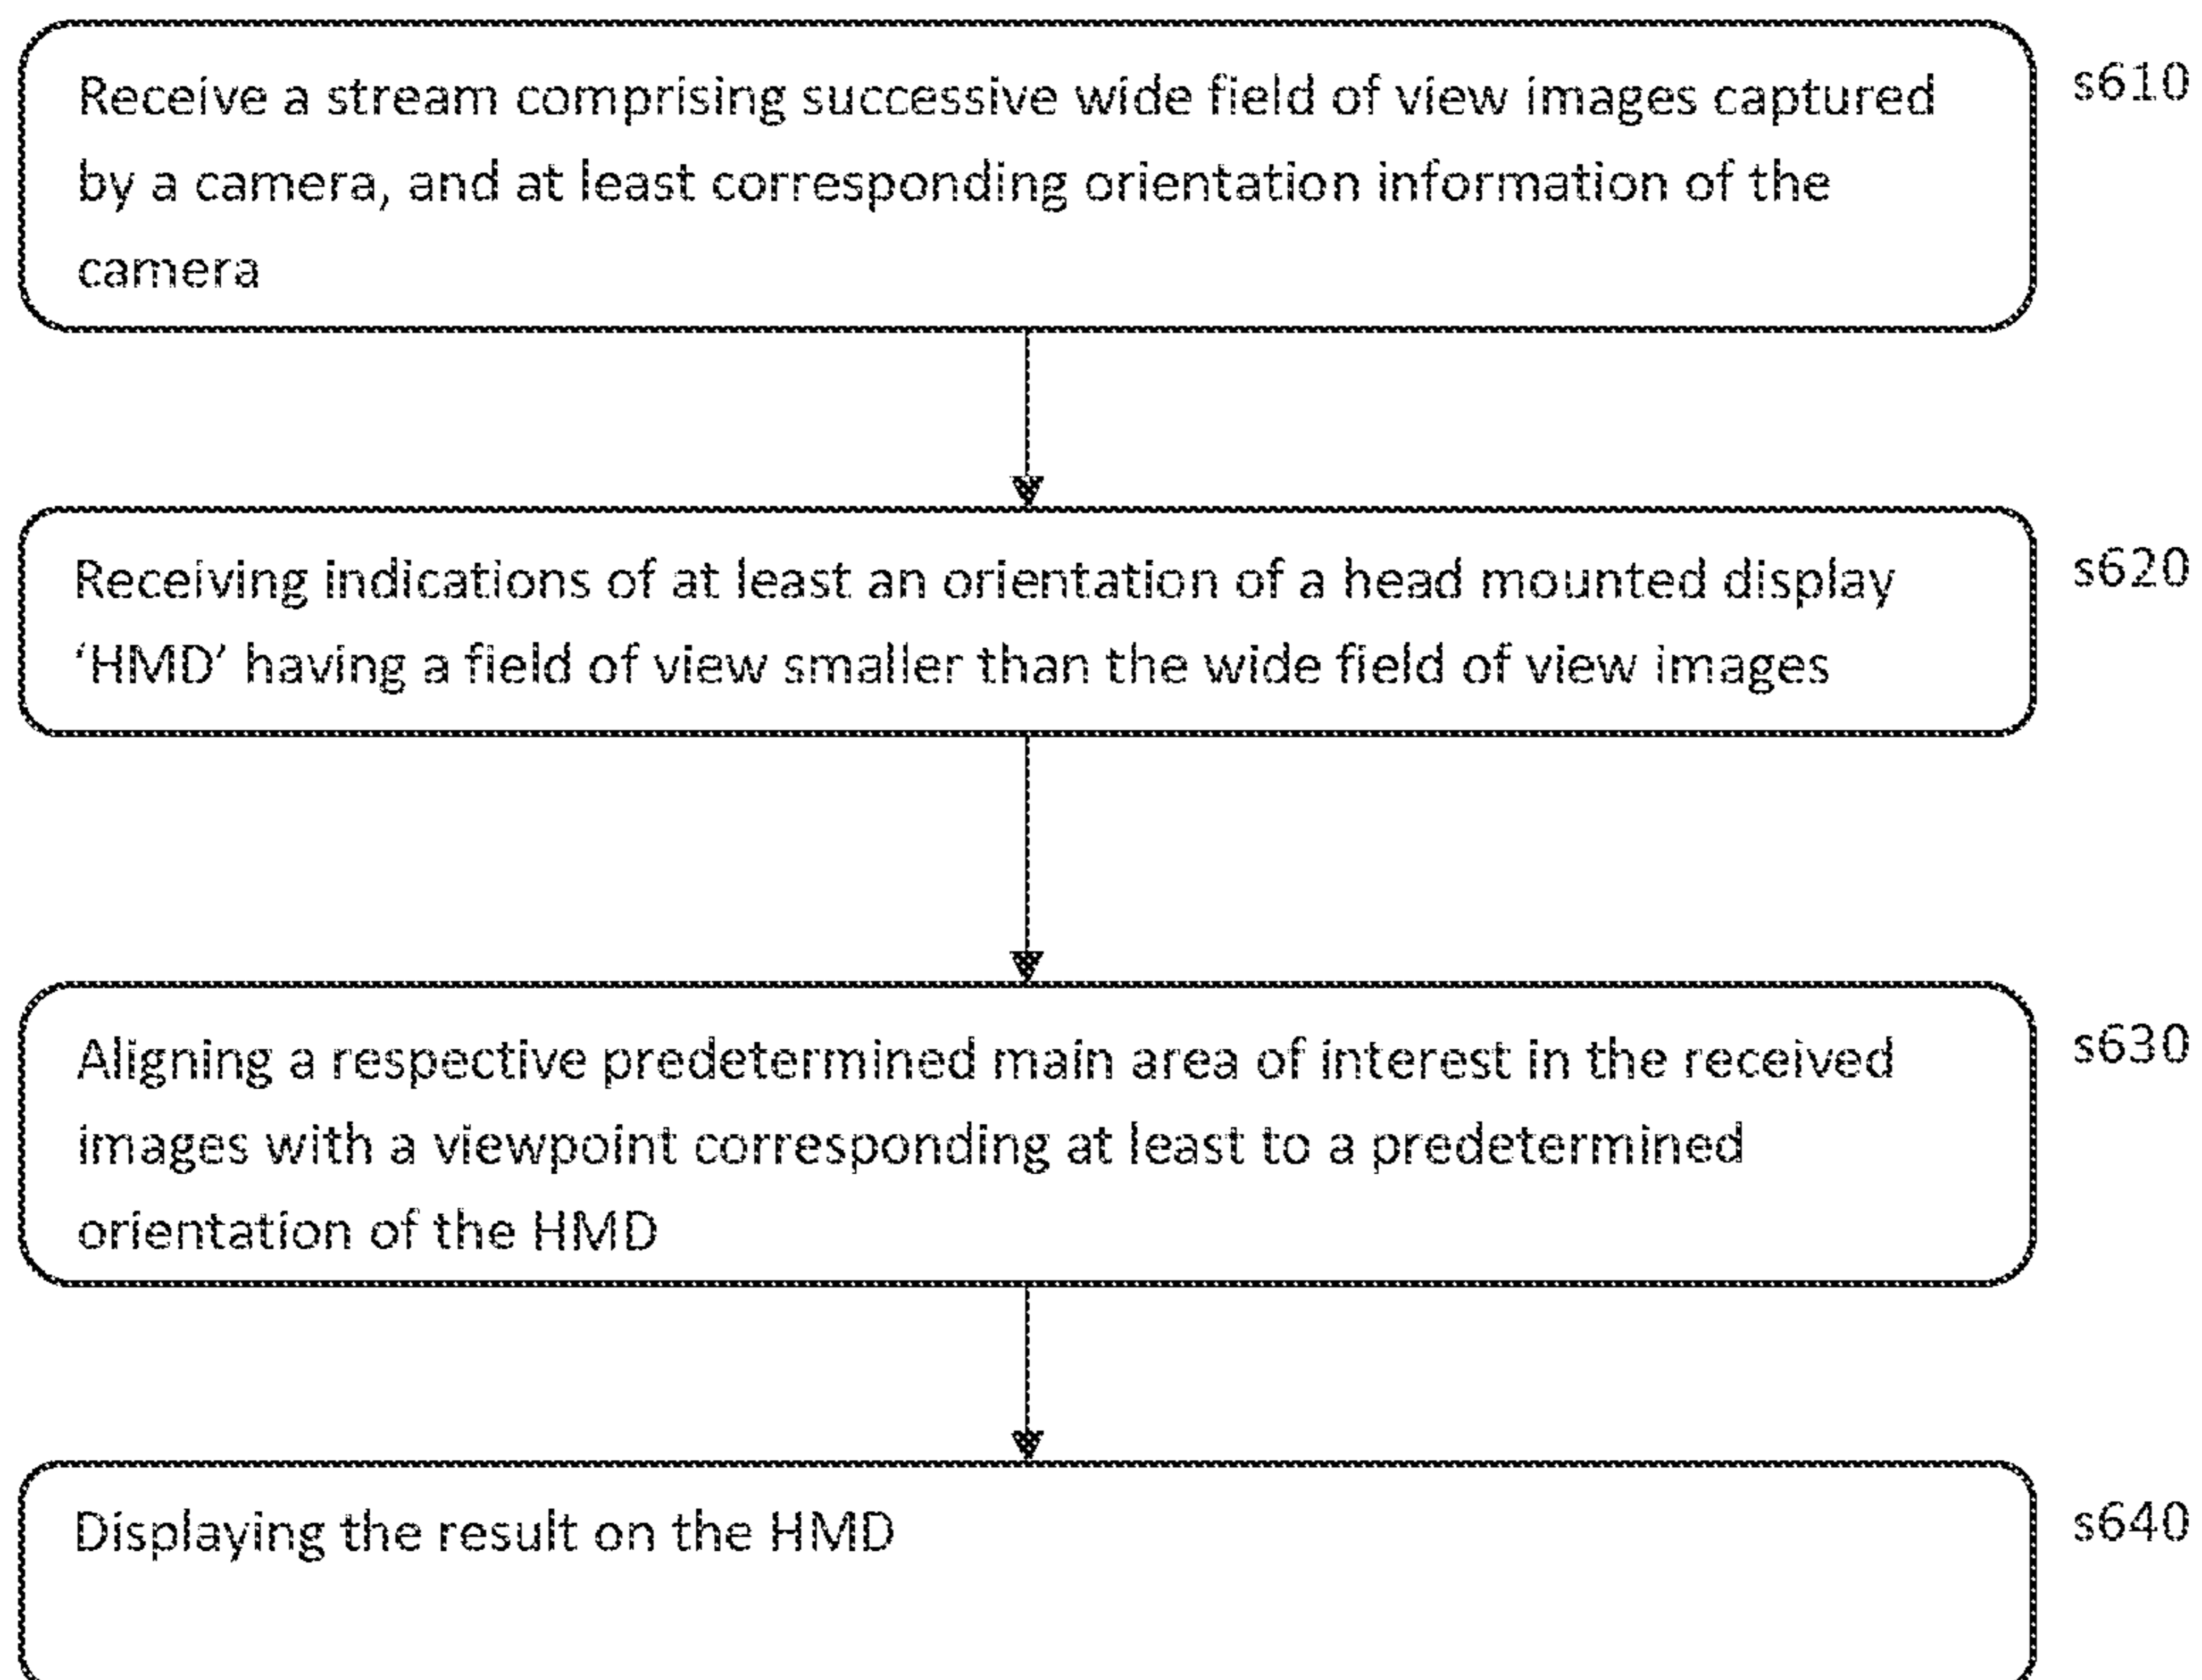 Receive a stream comprising successive wide field of view images captured
by a camera, and at least corresponding orientation information of the
camera
s610
Receiving indications of at least an orientation of a head mounted display
‘HMD’ having a field of view smaller than the wide field of view images
s620
Aligning a respective predetermined main area of interest in the received
images with a viewpoint corresponding at least to a predetermined
orientation of the HMD
s630
Displaying the result on the HMD
s640